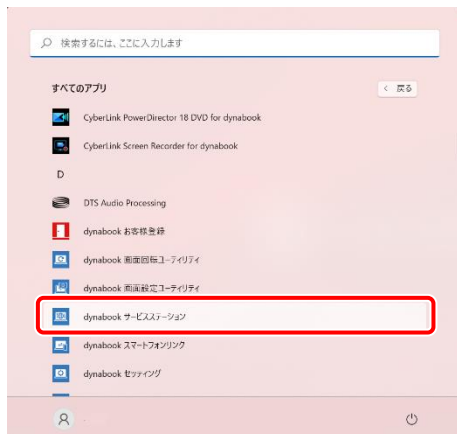 検索するには、ここに入力します
すべてのアプリ
< 戻る
CyberLink PowerDirector 18 DVD for dynabook
CyberLink Screen Recorder for dynabook
D
DTS Audio Processing
dynabook お客様登録
dynabook 画面回転ユーティリティ
dynabook 画面設定ユーティリティ
dynabook サービスステーション
dynabook スマートフォンリンク
dynabook セッティング